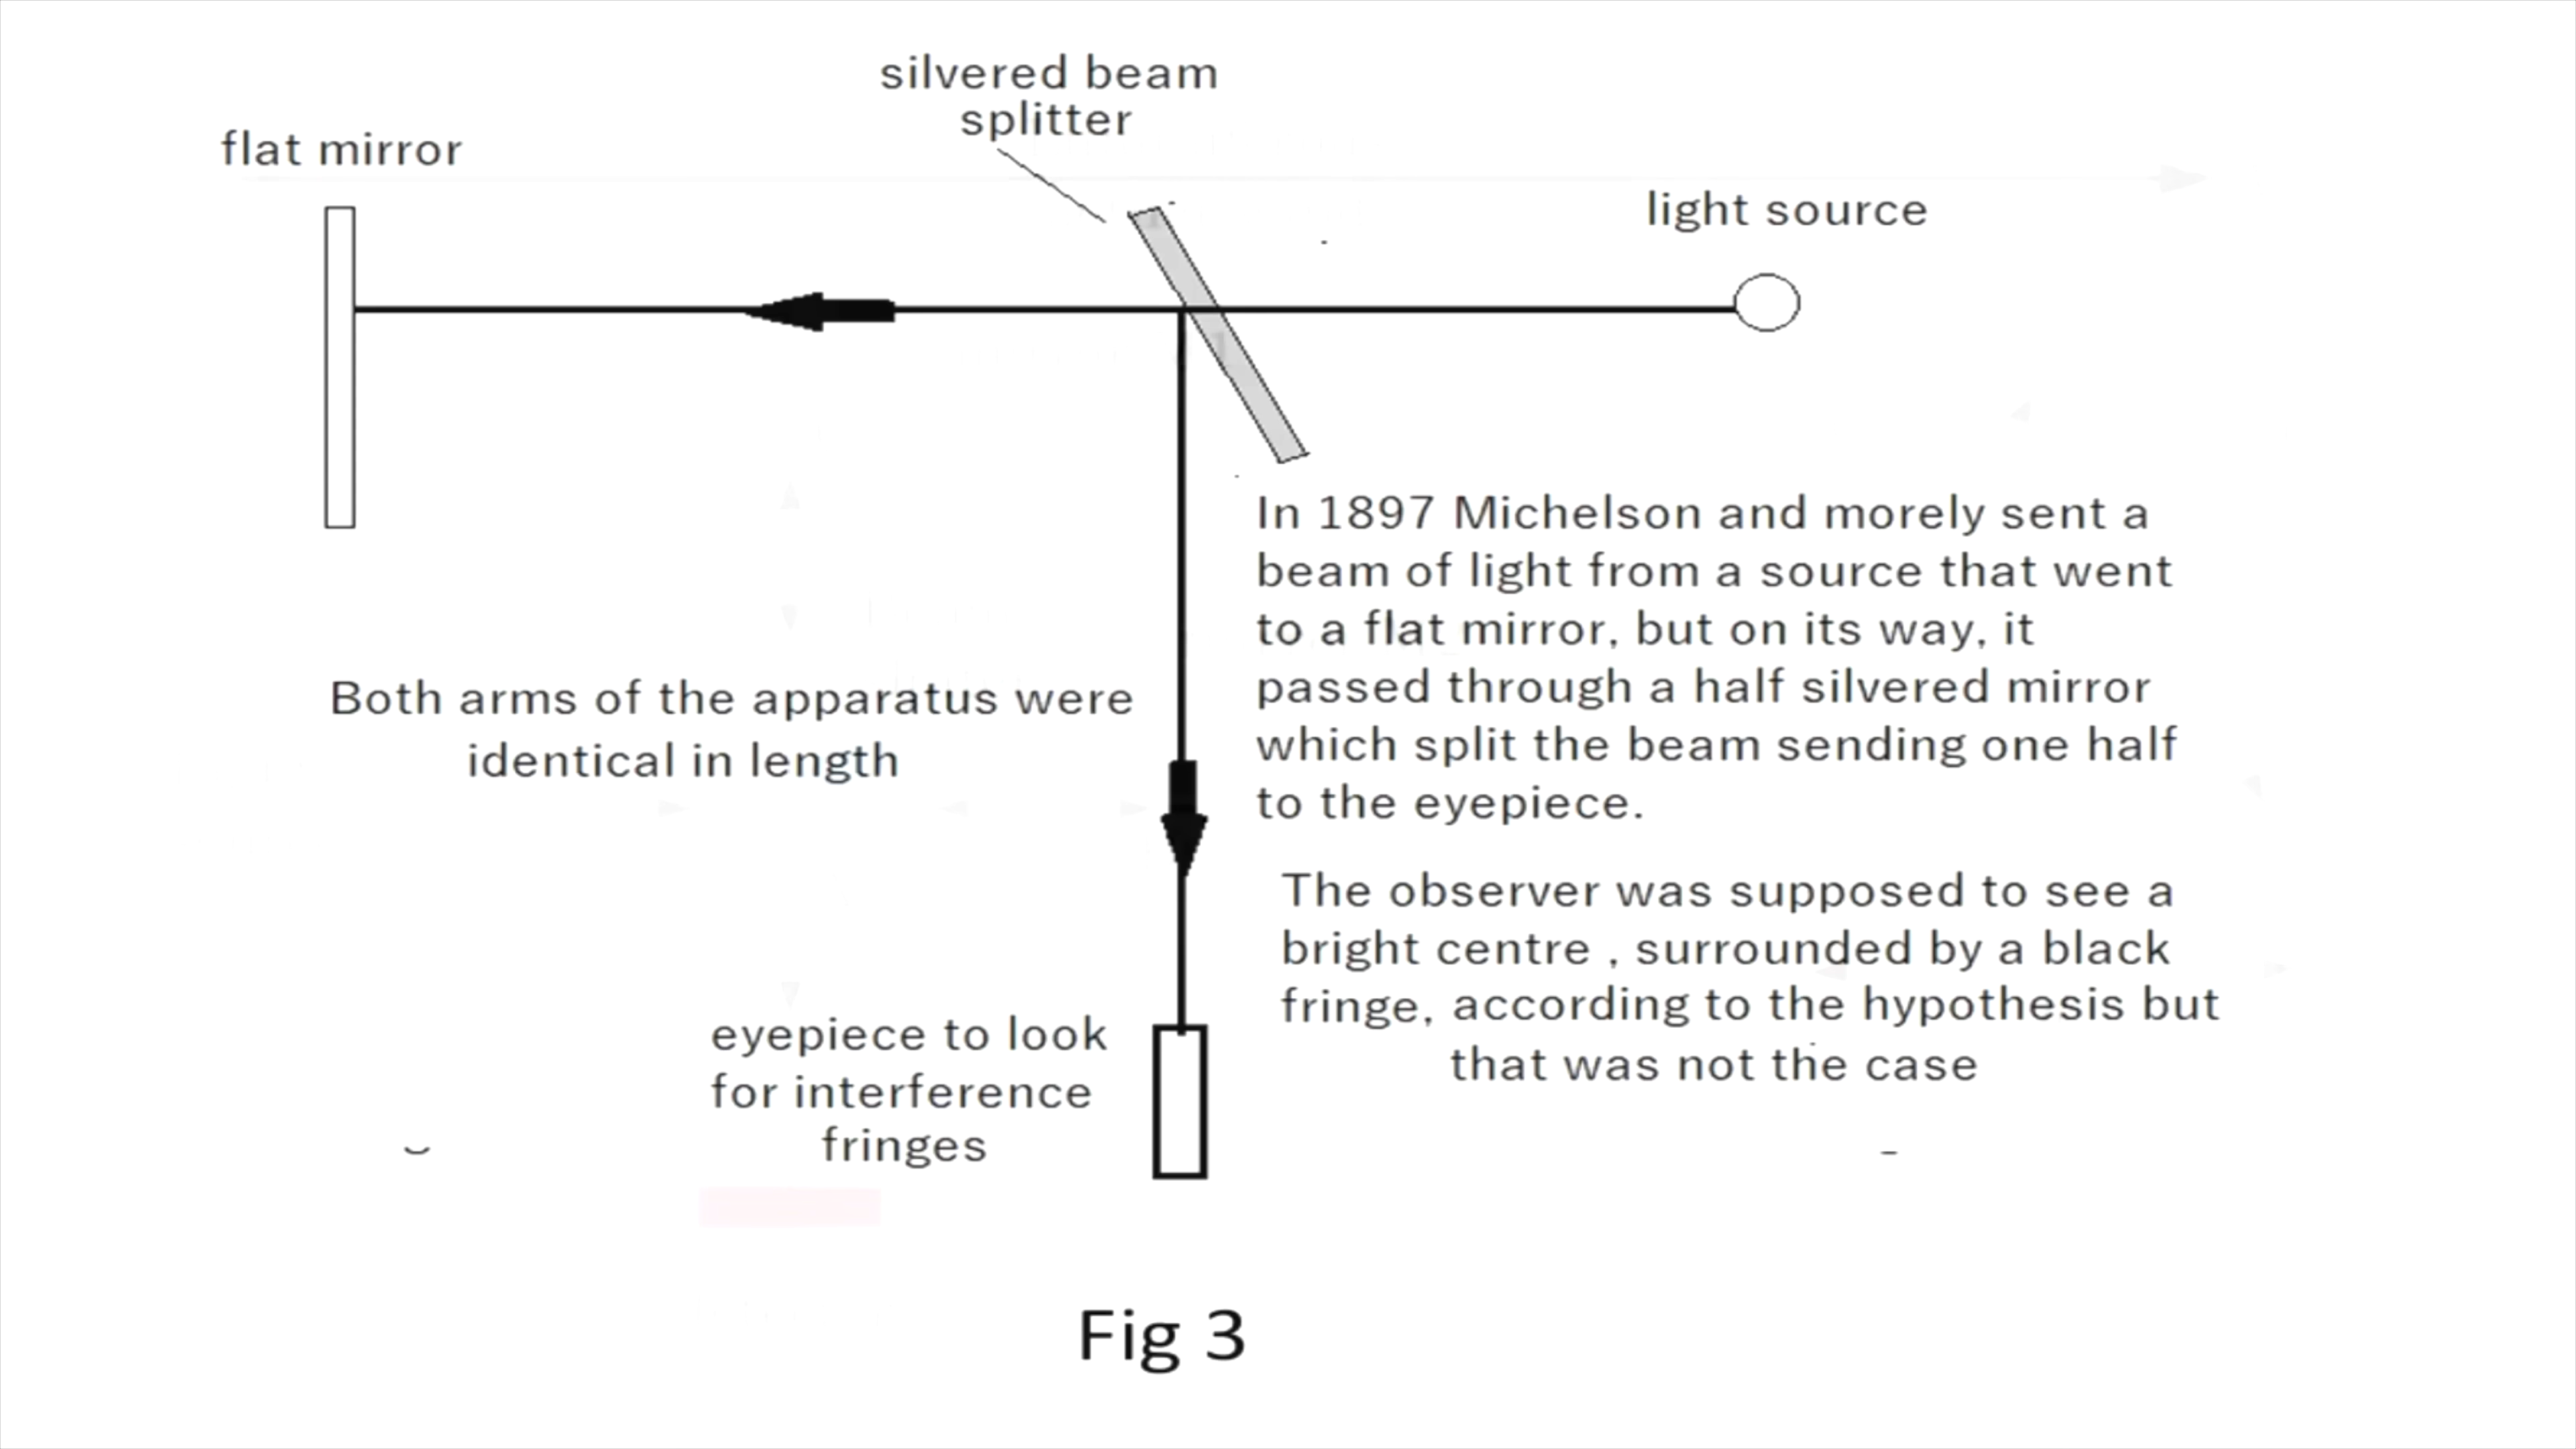 silvered beam
splitter
flat mirror
light source
In 1897 Michelson and morely sent a
beam of light from a source that went
to a flat mirror, but on its way, it
passed through a half silvered mirror
which split the beam sending one half
to the eyepiece.
Both arms of the apparatus were
identical in length
The observer was supposed to see a
bright centre , surrounded by a black
fringe, according to the hypothesis but
that was not the case
eyepiece to look
for interference
fringes
Fig 3